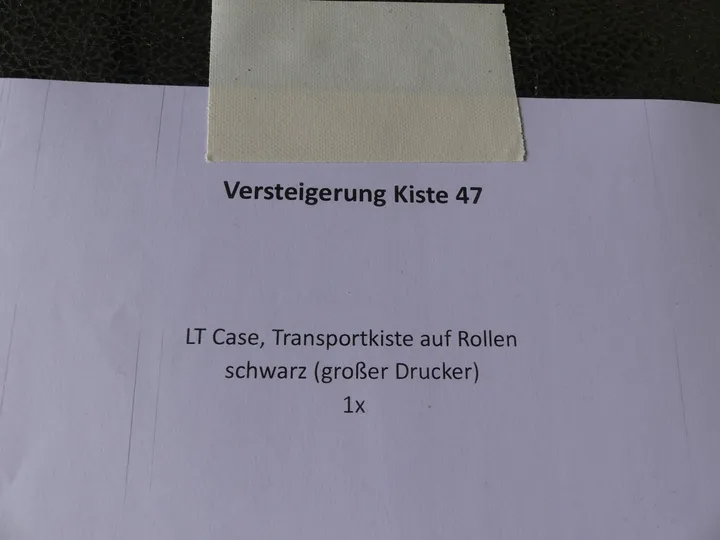 Versteigerung Kiste 47
LT Case, Transportkiste auf Rollen
schwarz (großer Drucker)
1x